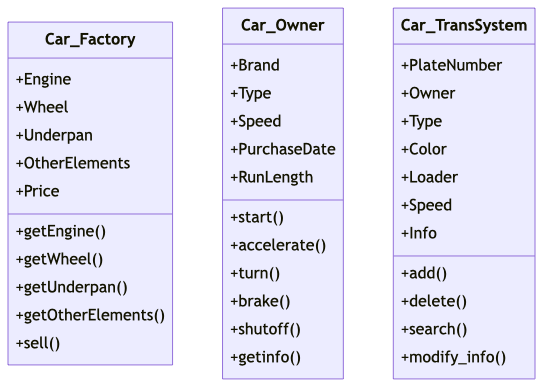 Car_Factory
+Engine
+Wheel
+Underpan
+OtherElements
+Price
+getEngine()
+getWheel()
+getUnderpan()
+getOtherElements()
+sell()
Car_Owner
+Brand
+Type
+Speed
+PurchaseDate
+RunLength
+start()
+accelerate()
+turn()
+brake()
+shutoff()
+getinfo()
Car_TransSystem
+PlateNumber
+Owner
+Type
+Color
+Loader
+Speed
+Info
+add()
+delete()
+search()
+modify_info()